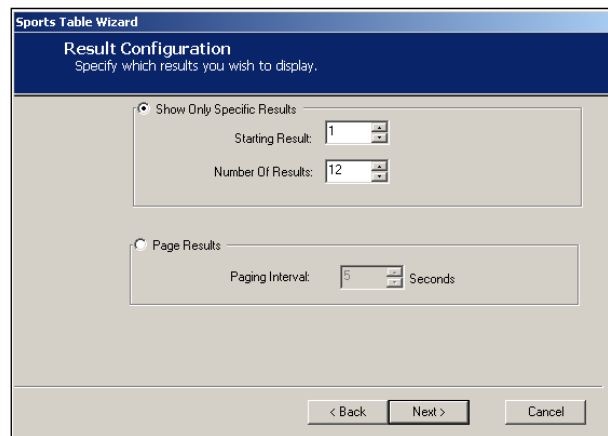 Sports Table Wizard
Result Configuration
Specify which results you wish to display.
Show Only Specific Results
Starting Result: 1
Number Of Results: 12
Page Results
Paging Interval: 5 Seconds
< Back Next > Cancel